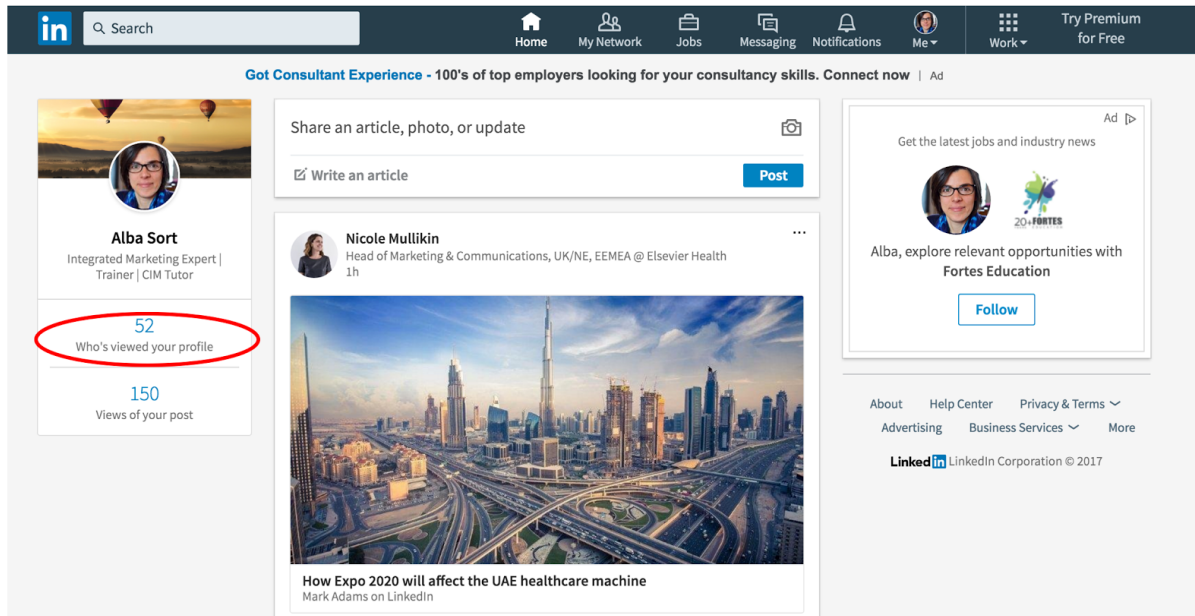 in
Search
Home
My Network
Jobs
Messaging
Notifications
Me
Work
Try Premium
for Free
Got Consultant Experience - 100's of top employers looking for your consultancy skills. Connect now | Ad
Alba Sort
Integrated Marketing Expert |
Trainer | CIM Tutor
52
Who's viewed your profile
150
Views of your post
Share an article, photo, or update
Write an article
Post
Nicole Mullikin
Head of Marketing & Communications, UK/NE, EEMEA @ Elsevier Health
1h
...
How Expo 2020 will affect the UAE healthcare machine
Mark Adams on LinkedIn
Ad
Get the latest jobs and industry news
20+ FORTES
EDUCATION
Alba, explore relevant opportunities with
Fortes Education
Follow
About Help Center Privacy & Terms
Advertising Business Services More
Linked in LinkedIn Corporation © 2017